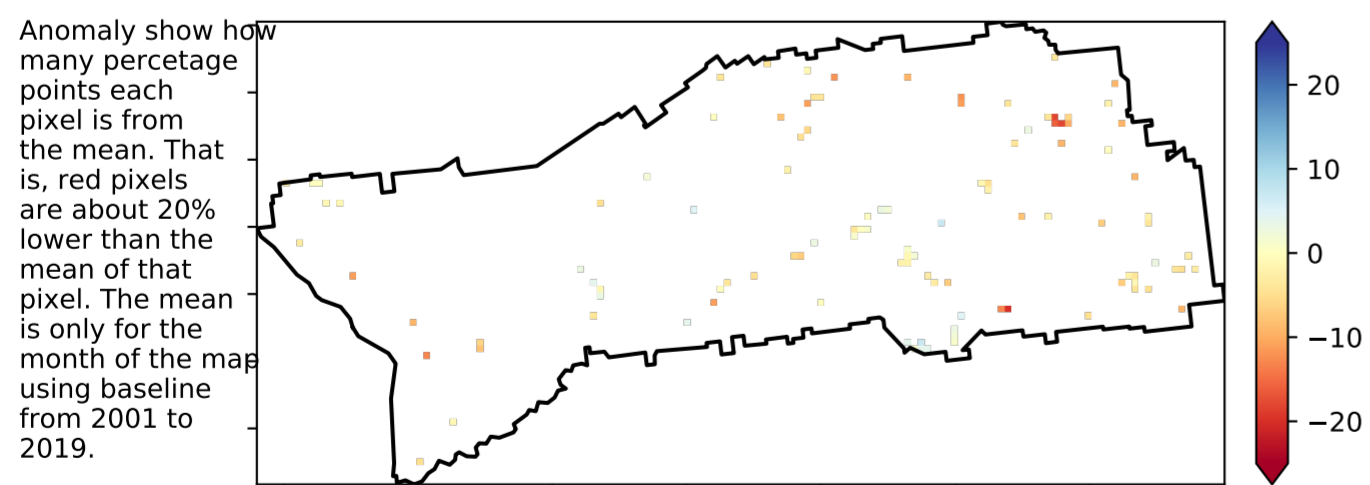 Anomaly show how
many percetage
points each
pixel is from
the mean. That
is, red pixels
are about 20%
lower than the
mean of that
pixel. The mean
is only for the
month of the map
using baseline
from 2001 to
2019.
20
10
0
−10
−20